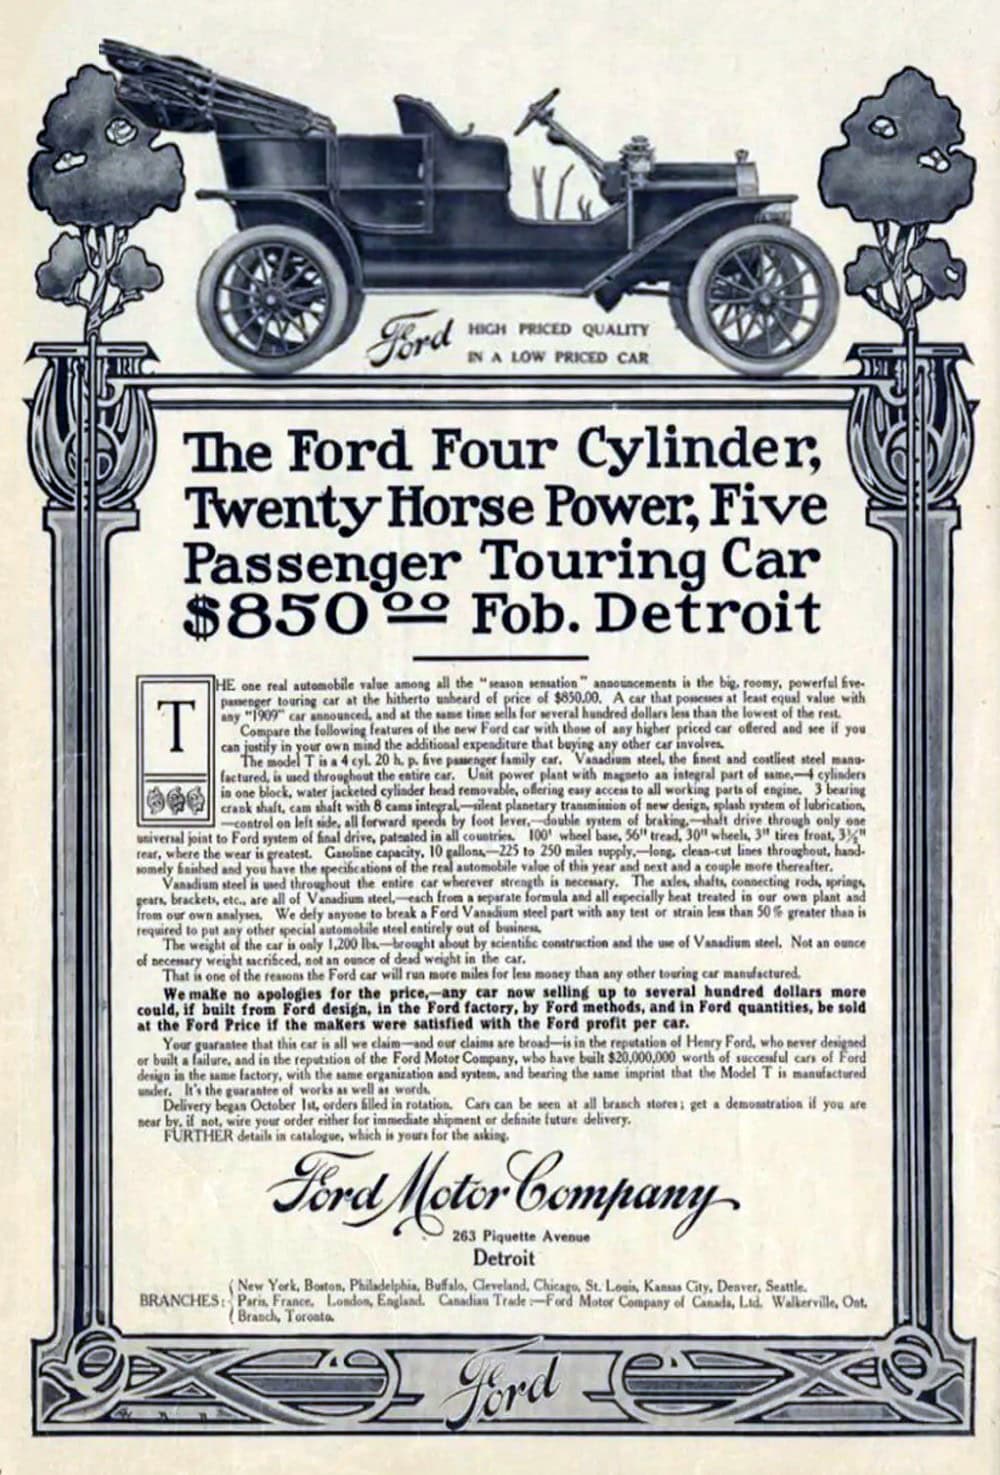 Ford HIGH PRICED QUALITY
IN A LOW PRICED CAR
The Ford Four Cylinder,
Twenty Horse Power, Five
Passenger Touring Car
$850 00 Fob. Detroit
THE one real automobile value among all the "season sensation" announcements is the big, roomy, powerful five-
passenger touring car at the hitherto unheard of price of $850.00. A car that possesses at least equal value with
any "1909" car announced, and at the same time sells for several hundred dollars less than the lowest of the rest.
Compare the following features of the new Ford car with those of any higher priced car offered and see if you
can justify in your own mind the additional expenditure that buying any other car involves.
The model T is a 4 cyl. 20 h. p. five passenger family car. Vanadium steel, the finest and costliest steel manu-
factured, is used throughout the entire car. Unit power plant with magneto an integral part of same,—4 cylinders
in one block, water jacketed cylinder head removable, offering easy access to all working parts of engine. 3 bearing
crank shaft, cam shaft with 8 cams integral,—silent planetary transmission of new design, splash system of lubrication,
—control on left side, all forward speeds by foot lever,—double system of braking,—shaft drive through only one
universal joint to Ford system of final drive, patented in all countries. 100' wheel base, 56" tread, 30" wheels, 3" tires front, 3½"
rear, where the wear is greatest. Gasoline capacity, 10 gallons,—225 to 250 miles supply,—long, clean-cut lines throughout, hand-
somely finished and you have the specifications of the real automobile value of this year and next and a couple more thereafter.
Vanadium steel is used throughout the entire car wherever strength is necessary. The axles, shafts, connecting rods, springs,
gears, brackets, etc., are all of Vanadium steel,—each from a separate formula and all especially heat treated in our own plant and
from our own analyses. We defy anyone to break a Ford Vanadium steel part with any test or strain less than 50% greater than is
required to put any other special automobile steel entirely out of business.
The weight of the car is only 1,200 lbs.—brought about by scientific construction and the use of Vanadium steel. Not an ounce
of necessary weight sacrificed, not an ounce of dead weight in the car.
That is one of the reasons the Ford car will run more miles for less money than any other touring car manufactured.
We make no apologies for the price,—any car now selling up to several hundred dollars more
could, if built from Ford design, in the Ford factory, by Ford methods, and in Ford quantities, be sold
at the Ford Price if the makers were satisfied with the Ford profit per car.
Your guarantee that this car is all we claim—and our claims are broad—is in the reputation of Henry Ford, who never designed
or built a failure, and in the reputation of the Ford Motor Company, who have built $20,000,000 worth of successful cars of Ford
design in the same factory, with the same organization and system, and bearing the same imprint that the Model T is manufactured
under. It's the guarantee of works as well as words.
Delivery began October 1st, orders filled in rotation. Cars can be seen at all branch stores; get a demonstration if you are
near by, if not, wire your order either for immediate shipment or definite future delivery.
FURTHER details in catalogue, which is yours for the asking.
Ford Motor Company
263 Piquette Avenue
Detroit
BRANCHES: New York, Boston, Philadelphia, Buffalo, Cleveland, Chicago, St. Louis, Kansas City, Denver, Seattle.
Paris, France. London, England. Canadian Trade:—Ford Motor Company of Canada, Ltd. Walkerville, Ont.
Branch, Toronto.
Ford